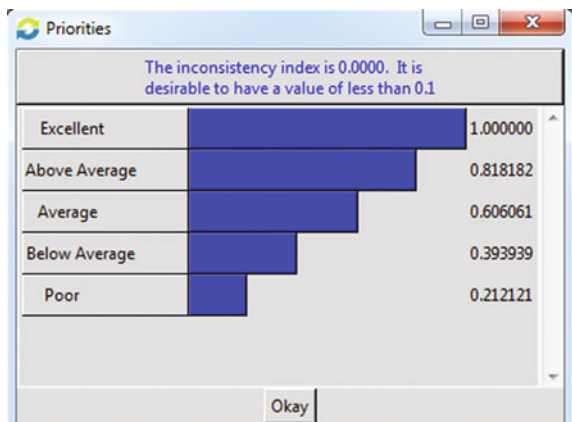 Priorities
The inconsistency index is 0.0000. It is
desirable to have a value of less than 0.1
Excellent 1.000000
Above Average 0.818182
Average 0.606061
Below Average 0.393939
Poor 0.212121
Okay